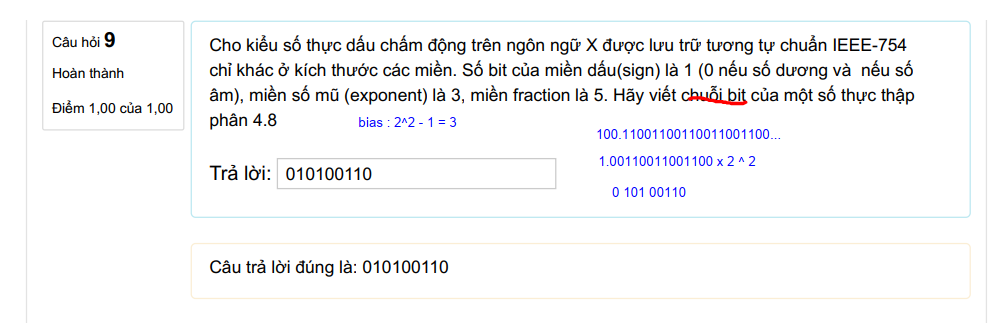 Câu hỏi 9
Hoàn thành
Điểm 1,00 của 1,00
Cho kiểu số thực dấu chấm động trên ngôn ngữ X được lưu trữ tương tự chuẩn IEEE-754
chỉ khác ở kích thước các miền. Số bit của miền dấu(sign) là 1 (0 nếu số dương và  nếu số
âm), miền số mũ (exponent) là 3, miền fraction là 5. Hãy viết chuỗi bit của một số thực thập
phân 4.8
bias : 2^2 - 1 = 3
100.11001100110011001100...
1.00110011001100 x 2 ^ 2
0 101 00110
Trả lời: 010100110
Câu trả lời đúng là: 010100110